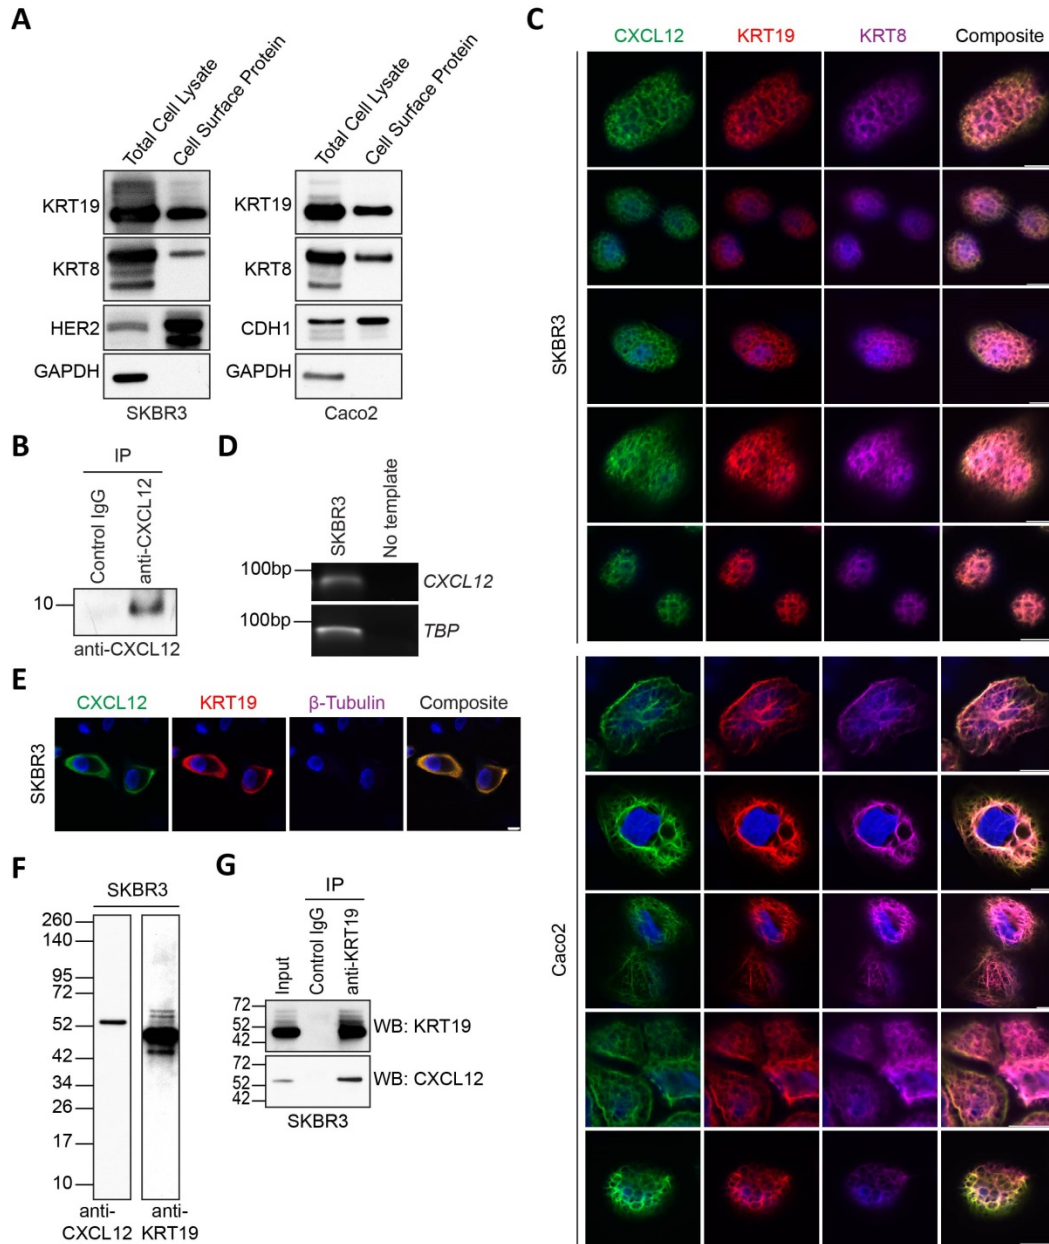 A
Total Cell Lysate
Cell Surface Protein
Total Cell Lysate
Cell Surface Protein
KRT19
KRT8
HER2
GAPDH
SKBR3
KRT19
KRT8
CDH1
GAPDH
Caco2
B
IP
Control IgG
anti-CXCL12
10
anti-CXCL12
D
SKBR3
No template
100bp
CXCL12
100bp
TBP
E
CXCL12 KRT19 β-Tubulin Composite
SKBR3
F
SKBR3
260
140
95
72
52
42
34
26
17
10
anti-
CXCL12
anti-
KRT19
G
IP
Input
Control IgG
anti-KRT19
72
52
42
WB: KRT19
72
52
42
WB: CXCL12
SKBR3
C
CXCL12 KRT19 KRT8 Composite
SKBR3
Caco2